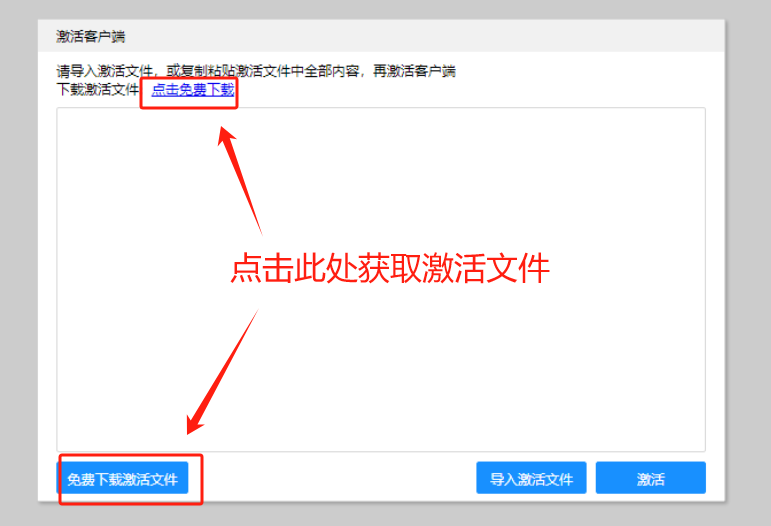 激活客户端
请导入激活文件，或复制粘贴激活文件中全部内容，再激活客户端
下载激活文件 点击免费下载
点击此处获取激活文件
免费下载激活文件 导入激活文件 激活